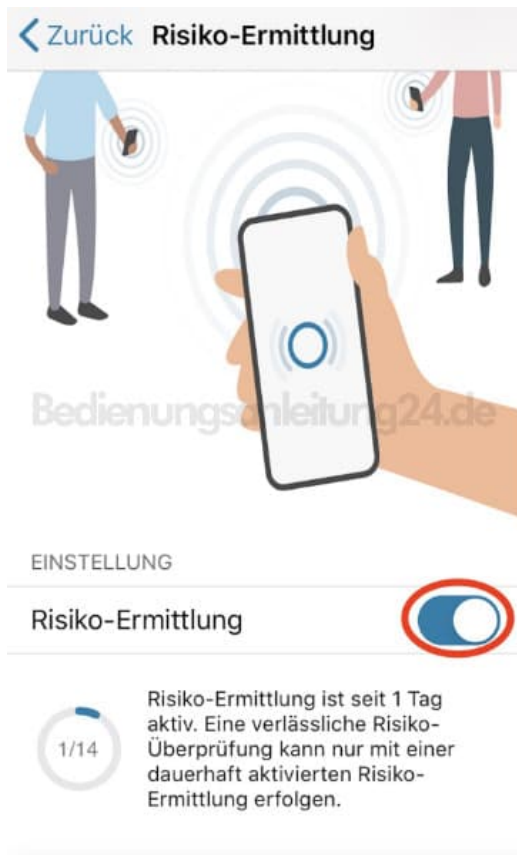 Zurück Risiko-Ermittlung
Bedienungsanleitung24.de
EINSTELLUNG
Risiko-Ermittlung
1/14
Risiko-Ermittlung ist seit 1 Tag
aktiv. Eine verlässliche Risiko-
Überprüfung kann nur mit einer
dauerhaft aktivierten Risiko-
Ermittlung erfolgen.